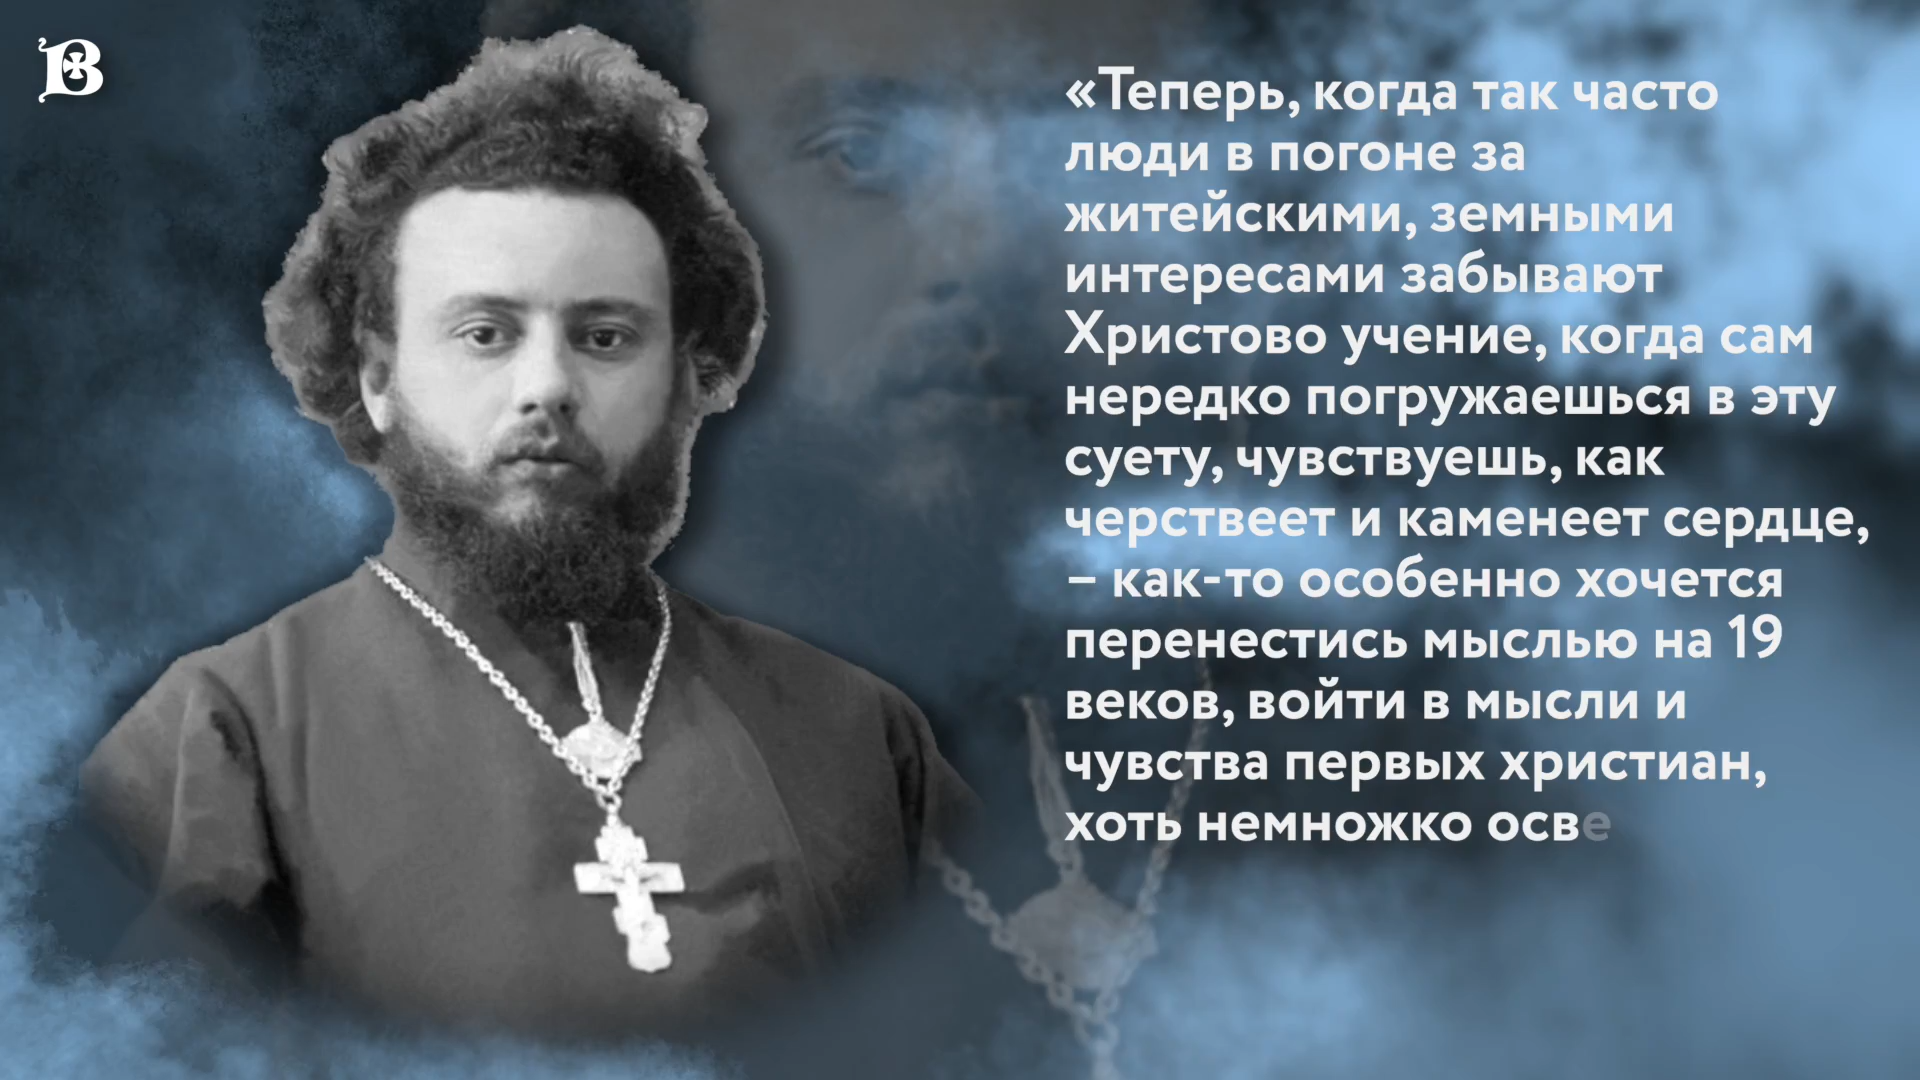 «Теперь, когда так часто
люди в погоне за
житейскими, земными
интересами забывают
Христово учение, когда сам
нередко погружаешься в эту
суету, чувствуешь, как
черствеет и каменеет сердце,
– как-то особенно хочется
перенестись мыслью на 19
веков, войти в мысли и
чувства первых христиан,
хоть немножко осве